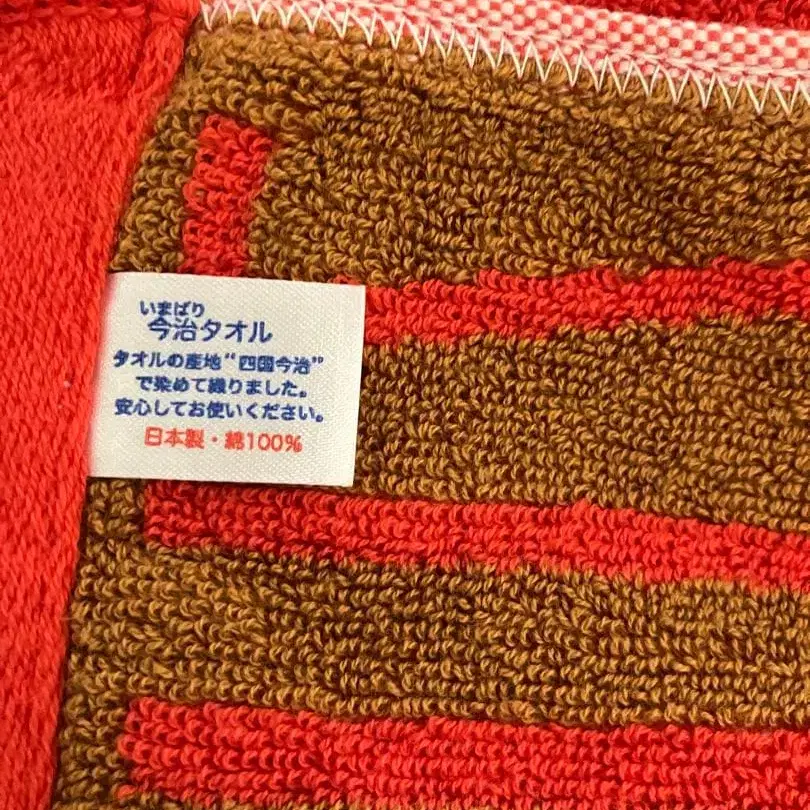 いまばり
今治タオル
タオルの産地“四国今治”
で染めて織りました。
安心してお使いください。
日本製・綿100%